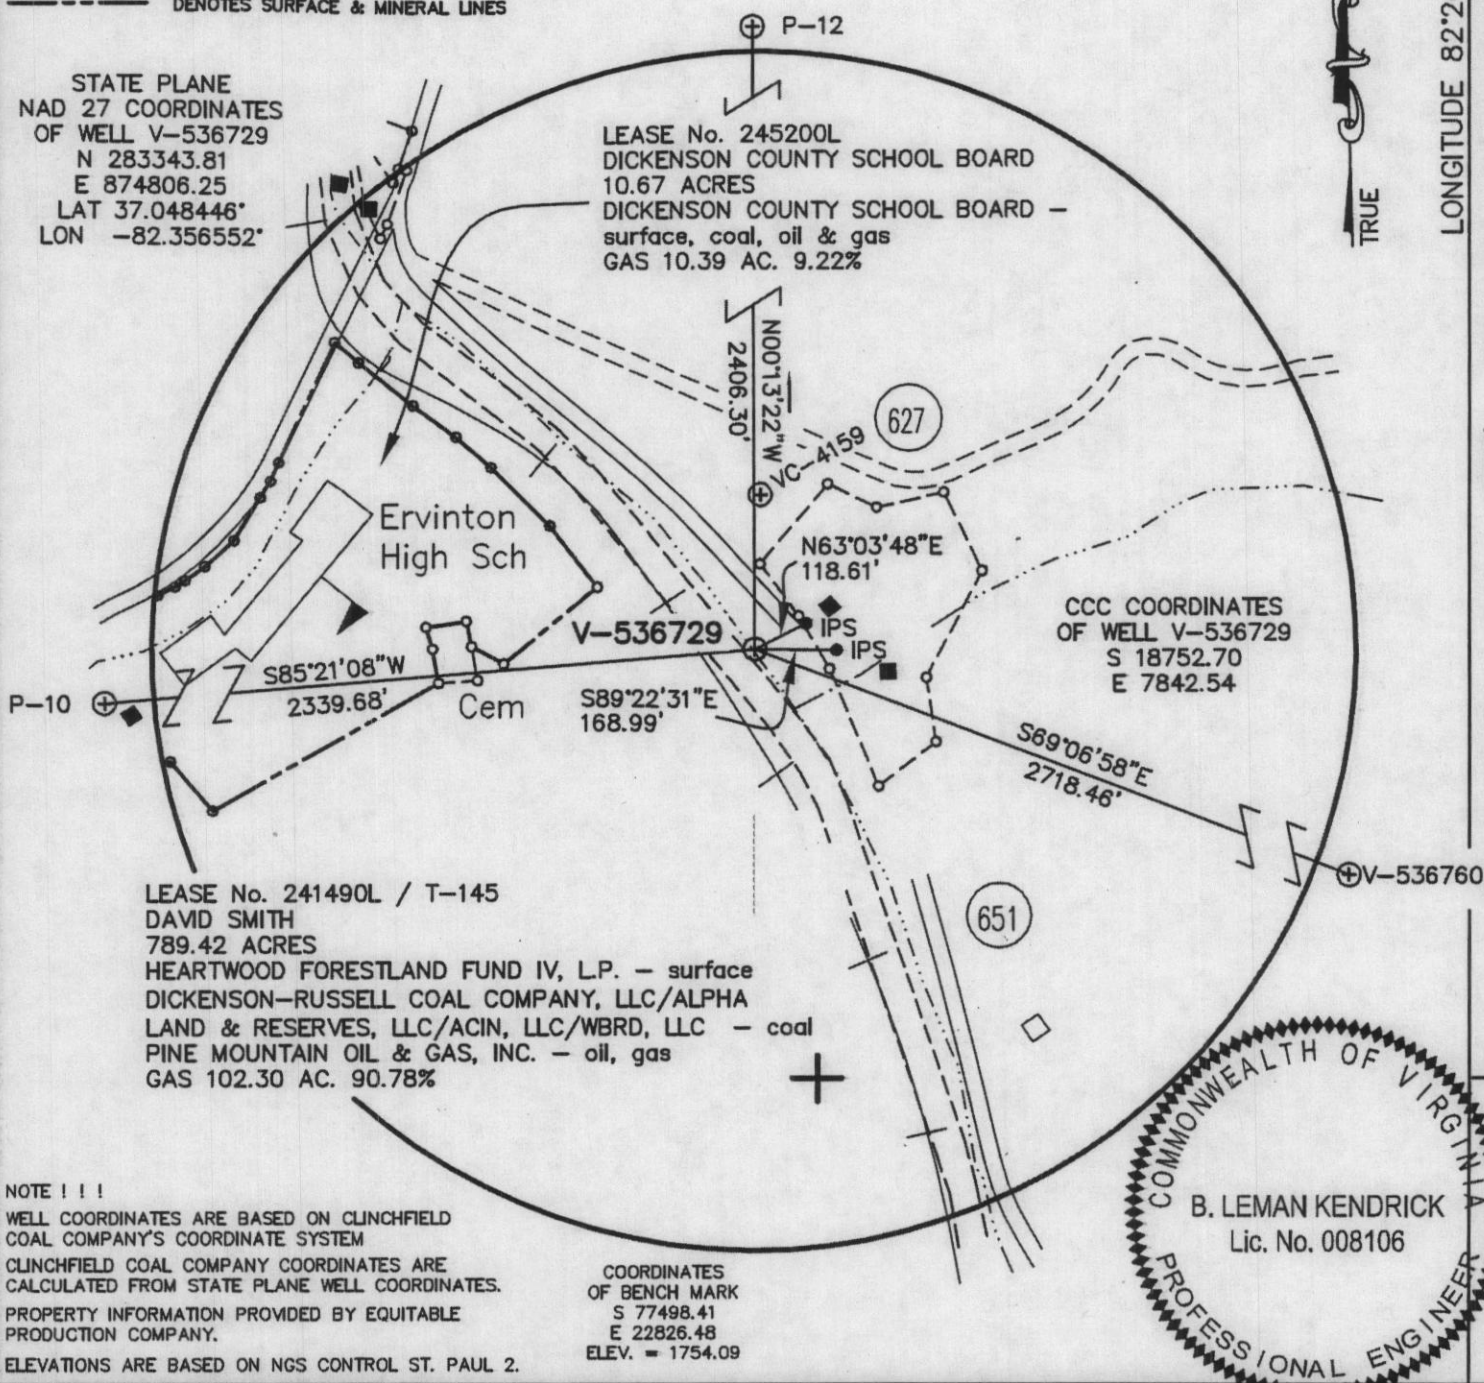 DENOTES SURFACE & MINERAL LINES
P-12
STATE PLANE
NAD 27 COORDINATES
OF WELL V-536729
N 283343.81
E 874806.25
LAT 37.048446°
LON -82.356552°
LEASE No. 245200L
DICKENSON COUNTY SCHOOL BOARD
10.67 ACRES
DICKENSON COUNTY SCHOOL BOARD -
surface, coal, oil & gas
GAS 10.39 AC. 9.22%
TRUE
LONGITUDE 82°2
N00°13'22"W
2406.30'
627
VC-4159
Ervinton
High Sch
N63°03'48"E
118.61'
V-536729
IPS
IPS
CCC COORDINATES
OF WELL V-536729
S 18752.70
E 7842.54
P-10
S85°21'08"W
2339.68'
Cem
S89°22'31"E
168.99'
S69°06'58"E
2718.46'
V-536760
LEASE No. 241490L / T-145
DAVID SMITH
789.42 ACRES
HEARTWOOD FORESTLAND FUND IV, L.P. - surface
DICKENSON-RUSSELL COAL COMPANY, LLC/ALPHA
LAND & RESERVES, LLC/ACIN, LLC/WBRD, LLC - coal
PINE MOUNTAIN OIL & GAS, INC. - oil, gas
GAS 102.30 AC. 90.78%
651
NOTE ! ! !
WELL COORDINATES ARE BASED ON CLINCHFIELD
COAL COMPANY'S COORDINATE SYSTEM
CLINCHFIELD COAL COMPANY COORDINATES ARE
CALCULATED FROM STATE PLANE WELL COORDINATES.
PROPERTY INFORMATION PROVIDED BY EQUITABLE
PRODUCTION COMPANY.
ELEVATIONS ARE BASED ON NGS CONTROL ST. PAUL 2.
COORDINATES
OF BENCH MARK
S 77498.41
E 22826.48
ELEV. = 1754.09
COMMONWEALTH OF VIRGINIA
B. LEMAN KENDRICK
Lic. No. 008106
PROFESSIONAL ENGINEER